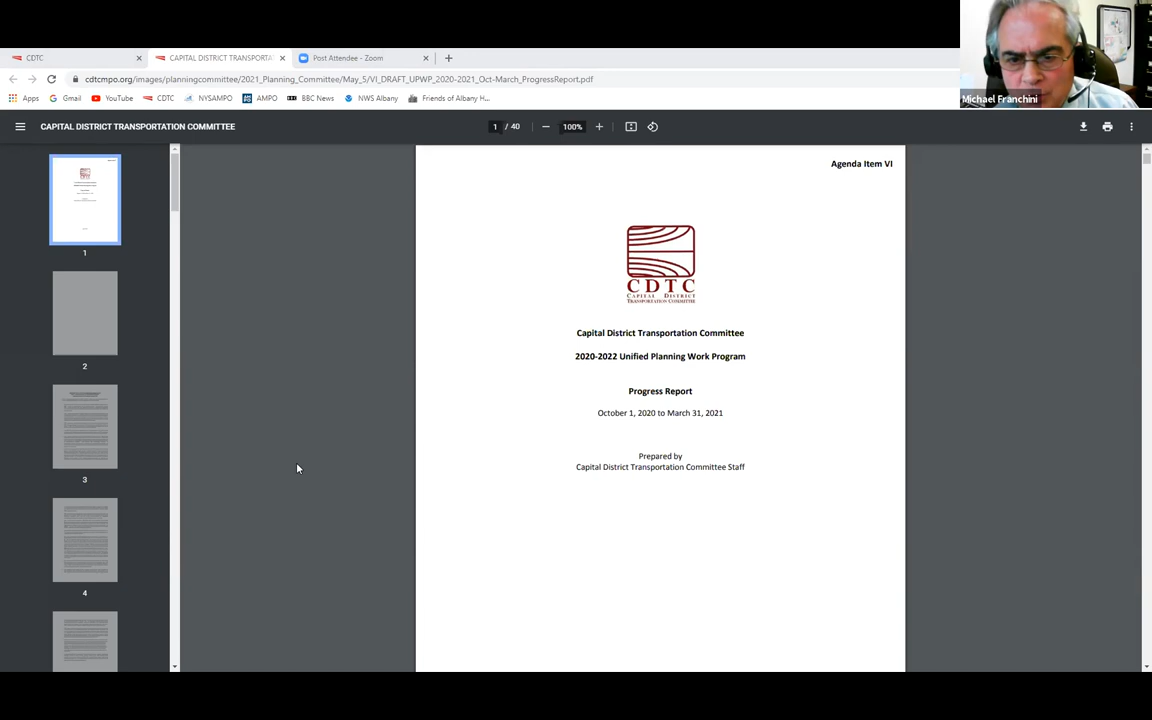 CDTC
CAPITAL DISTRICT TRANSPORTA
Post Attendee - Zoom
cdtcmpo.org/images/planningcommittee/2021_Planning_Committee/May_5/VI_DRAFT_UPWP_2020-2021_Oct-March_ProgressReport.pdf
Apps
Gmail
YouTube
CDTC
NYSAMPO
AMPO
BBC News
NWS Albany
Friends of Albany H...
Michael Franchini
CAPITAL DISTRICT TRANSPORTATION COMMITTEE
1 / 40
100%
1
2
3
4
Agenda Item VI
CDTC
CAPITAL DISTRICT
TRANSPORTATION COMMITTEE
Capital District Transportation Committee
2020-2022 Unified Planning Work Program
Progress Report
October 1, 2020 to March 31, 2021
Prepared by
Capital District Transportation Committee Staff